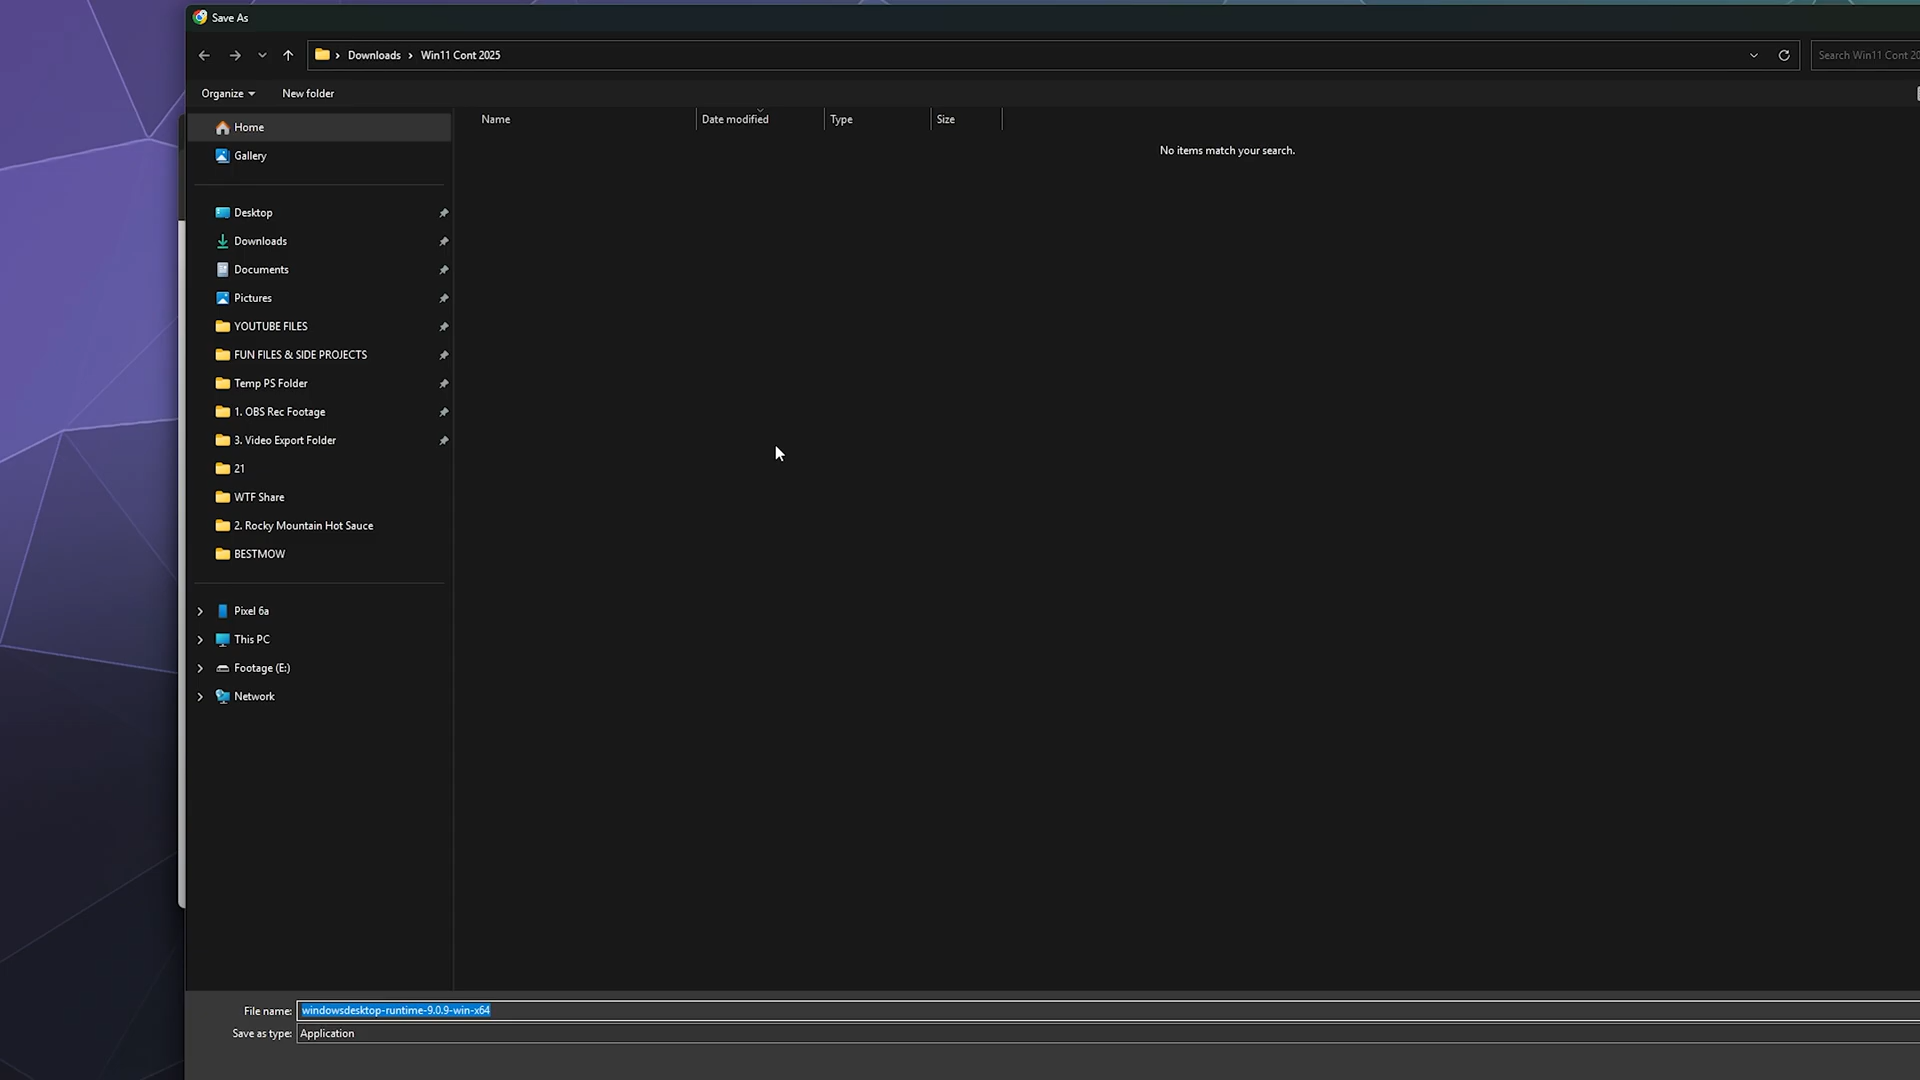 Save As
Downloads > Win11 Cont 2025
Search Win11 Cont 20
Organize
New folder
Name
Date modified
Type
Size
No items match your search.
Home
Gallery
Desktop
Downloads
Documents
Pictures
YOUTUBE FILES
FUN FILES & SIDE PROJECTS
Temp PS Folder
1. OBS Rec Footage
3. Video Export Folder
21
WTF Share
2. Rocky Mountain Hot Sauce
BESTMOW
Pixel 6a
This PC
Footage (E:)
Network
File name: windowsdesktop-runtime-9.0.9-win-x64
Save as type: Application